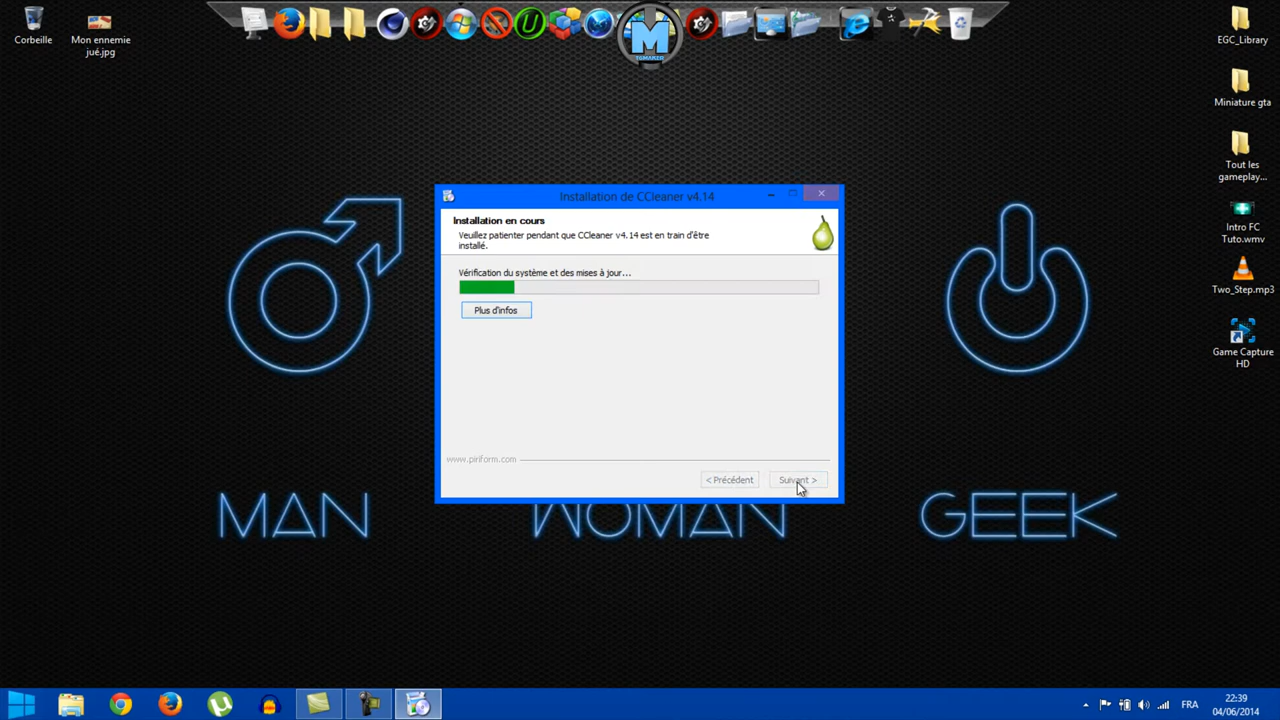 Corbeille
Mon ennemie
jué.jpg
M
EGC_Library
Miniature gta
Tout les
gameplay...
Intro FC
Tuto.wmv
Two_Step.mp3
Game Capture
HD
Installation de CCleaner v4.14
Installation en cours
Veuillez patienter pendant que CCleaner v4.14 est en train d'être
installé.
Vérification du système et des mises à jour...
Plus d'infos
www.piriform.com
< Précédent
Suivant >
MAN
WOMAN
GEEK
FRA
22:39
04/06/2014